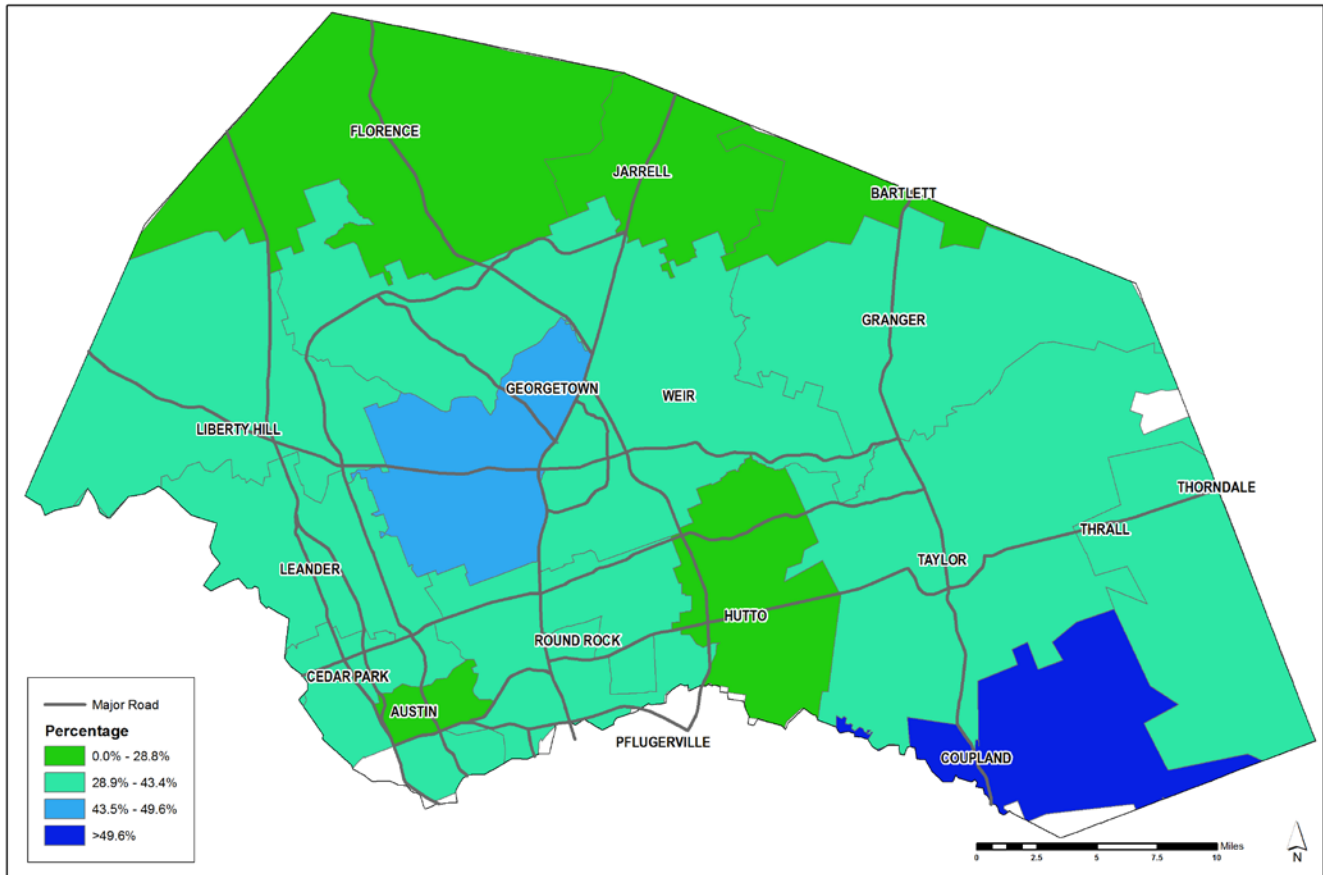 FLORENCE
JARRELL
BARTLETT
GRANGER
GEORGETOWN
WEIR
LIBERTY HILL
THORNDALE
THRALL
TAYLOR
LEANDER
HUTTO
ROUND ROCK
CEDAR PARK
AUSTIN
PFLUGERVILLE
COUPLAND
Major Road
Percentage
0.0% - 28.8%
28.9% - 43.4%
43.5% - 49.6%
>49.6%
Miles
0 2.5 5 7.5 10
N